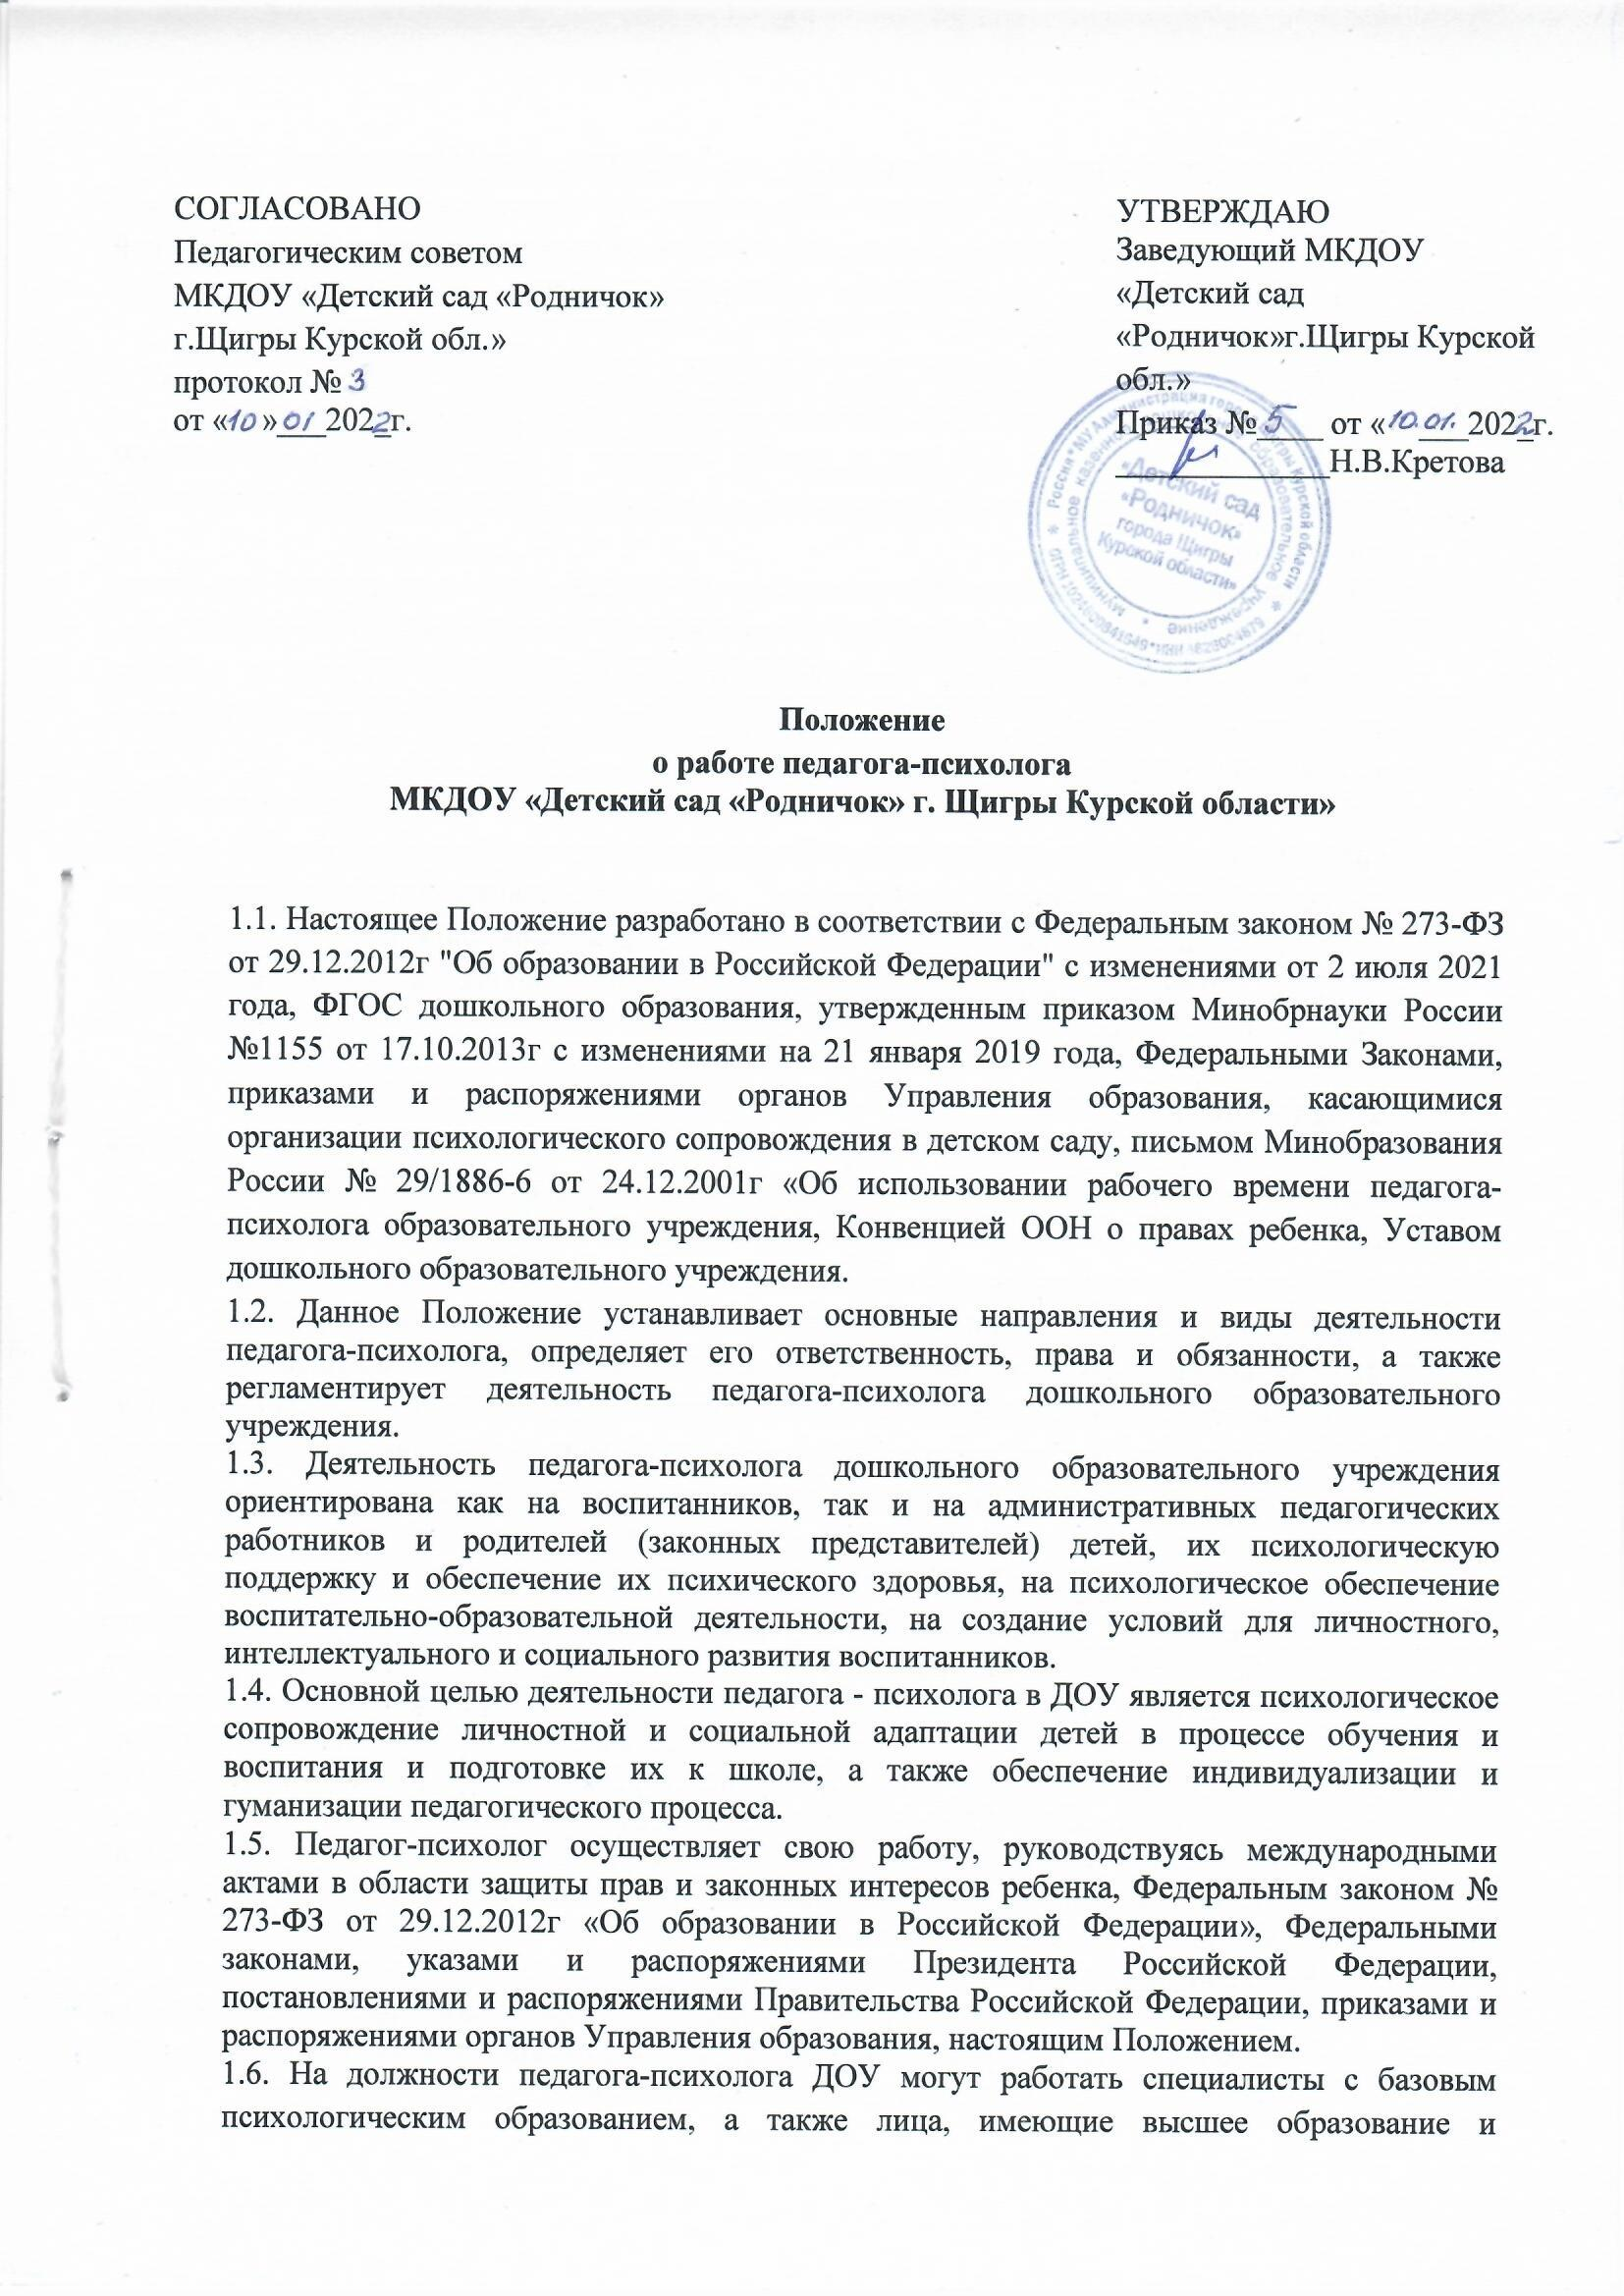 СОГЛАСОВАНО
Педагогическим советом
МКДОУ «Детский сад «Родничок»
г.Щигры Курской обл.»
протокол № 3
от «10»01 2022г.
УТВЕРЖДАЮ
Заведующий МКДОУ
«Детский сад
«Родничок»г.Щигры Курской
обл.»
Приказ № 5 от «10.01. 2022г.
Н.В.Кретова
«Детский сад
«Родничок»
города Щигры
Курской области»
Положение
о работе педагога-психолога
МКДОУ «Детский сад «Родничок» г. Щигры Курской области»
1.1. Настоящее Положение разработано в соответствии с Федеральным законом № 273-ФЗ
от 29.12.2012г "Об образовании в Российской Федерации" с изменениями от 2 июля 2021
года, ФГОС дошкольного образования, утвержденным приказом Минобрнауки России
№1155 от 17.10.2013г с изменениями на 21 января 2019 года, Федеральными Законами,
приказами и распоряжениями органов Управления образования, касающимися
организации психологического сопровождения в детском саду, письмом Минобразования
России № 29/1886-6 от 24.12.2001г «Об использовании рабочего времени педагога-
психолога образовательного учреждения, Конвенцией ООН о правах ребенка, Уставом
дошкольного образовательного учреждения.
1.2. Данное Положение устанавливает основные направления и виды деятельности
педагога-психолога, определяет его ответственность, права и обязанности, а также
регламентирует деятельность педагога-психолога дошкольного образовательного
учреждения.
1.3. Деятельность педагога-психолога дошкольного образовательного учреждения
ориентирована как на воспитанников, так и на административных педагогических
работников и родителей (законных представителей) детей, их психологическую
поддержку и обеспечение их психического здоровья, на психологическое обеспечение
воспитательно-образовательной деятельности, на создание условий для личностного,
интеллектуального и социального развития воспитанников.
1.4. Основной целью деятельности педагога - психолога в ДОУ является психологическое
сопровождение личностной и социальной адаптации детей в процессе обучения и
воспитания и подготовке их к школе, а также обеспечение индивидуализации и
гуманизации педагогического процесса.
1.5. Педагог-психолог осуществляет свою работу, руководствуясь международными
актами в области защиты прав и законных интересов ребенка, Федеральным законом №
273-ФЗ от 29.12.2012г «Об образовании в Российской Федерации», Федеральными
законами, указами и распоряжениями Президента Российской Федерации,
постановлениями и распоряжениями Правительства Российской Федерации, приказами и
распоряжениями органов Управления образования, настоящим Положением.
1.6. На должности педагога-психолога ДОУ могут работать специалисты с базовым
психологическим образованием, а также лица, имеющие высшее образование и